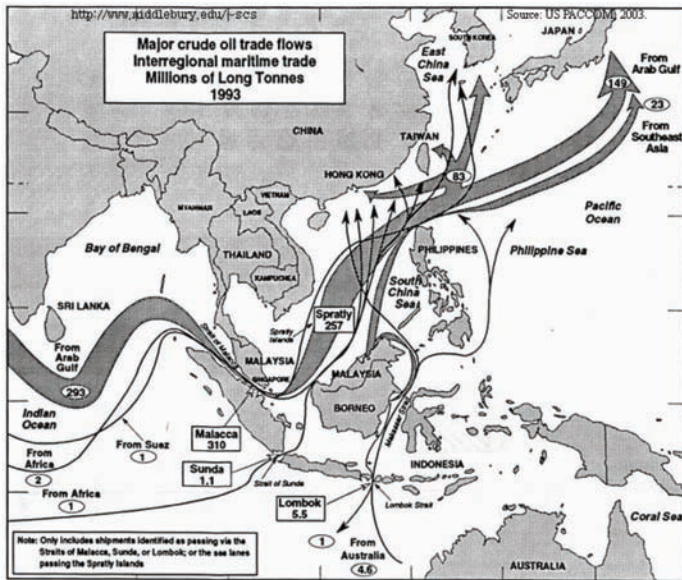 http://www.middlebury.edu/~scs
Source: US PACCOM, 2003.
Major crude oil trade flows
Interregional maritime trade
Millions of Long Tonnes
1993
East
China
Sea
SOUTH KOREA
JAPAN
From
Arab Gulf
149
23
From
Southeast
Asia
CHINA
TAIWAN
HONG KONG
83
Pacific
Ocean
MYANMAR
VIETNAM
LAOS
THAILAND
KAMPUCHEA
Bay of Bengal
PHILIPPINES
Philippine Sea
South
China
Sea
SRI LANKA
Spratly
257
Spratly
Islands
From
Arab
Gulf
293
Strait of Malacca
MALAYSIA
SINGAPORE
MALAYSIA
BORNEO
Makassar Strait
Indian
Ocean
Malacca
310
From Suez
1
From
Africa
2
Sunda
1.1
Strait of Sunda
INDONESIA
From Africa
1
Lombok
5.5
Lombok Strait
Coral Sea
1
From
Australia
4.6
AUSTRALIA
Note: Only includes shipments identified as passing via the
Straits of Malacca, Sunda, or Lombok; or the sea lanes
passing the Spratly Islands